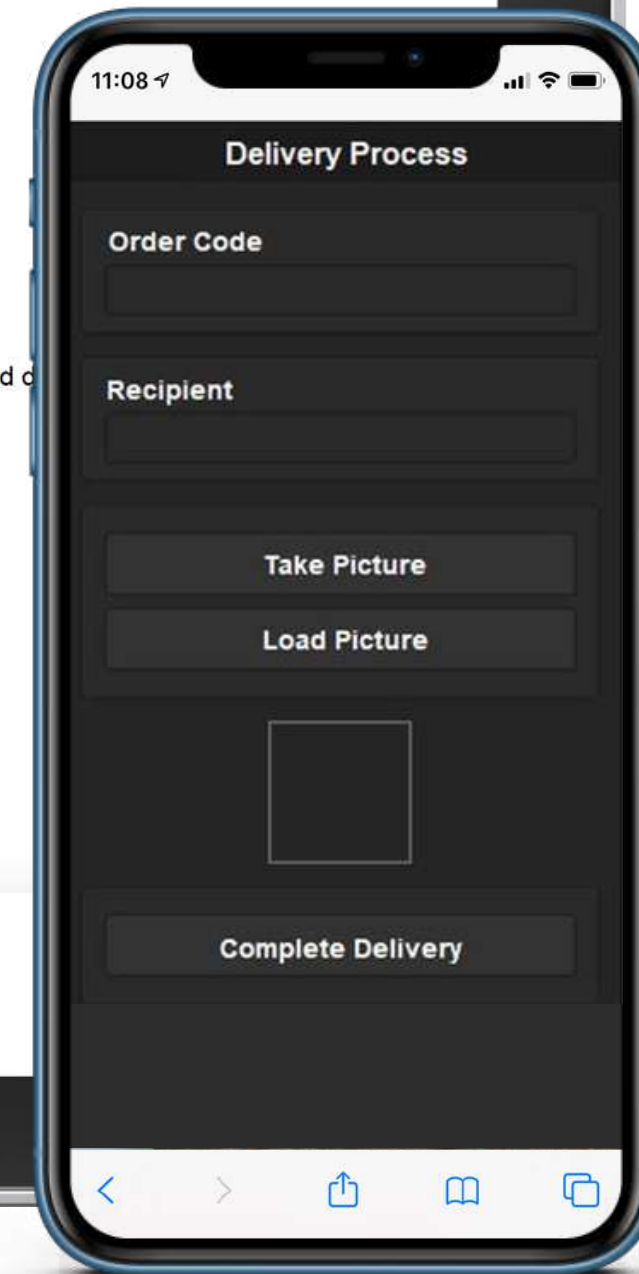 11:08
Delivery Process
Order Code
d d
Recipient
Take Picture
Load Picture
Complete Delivery